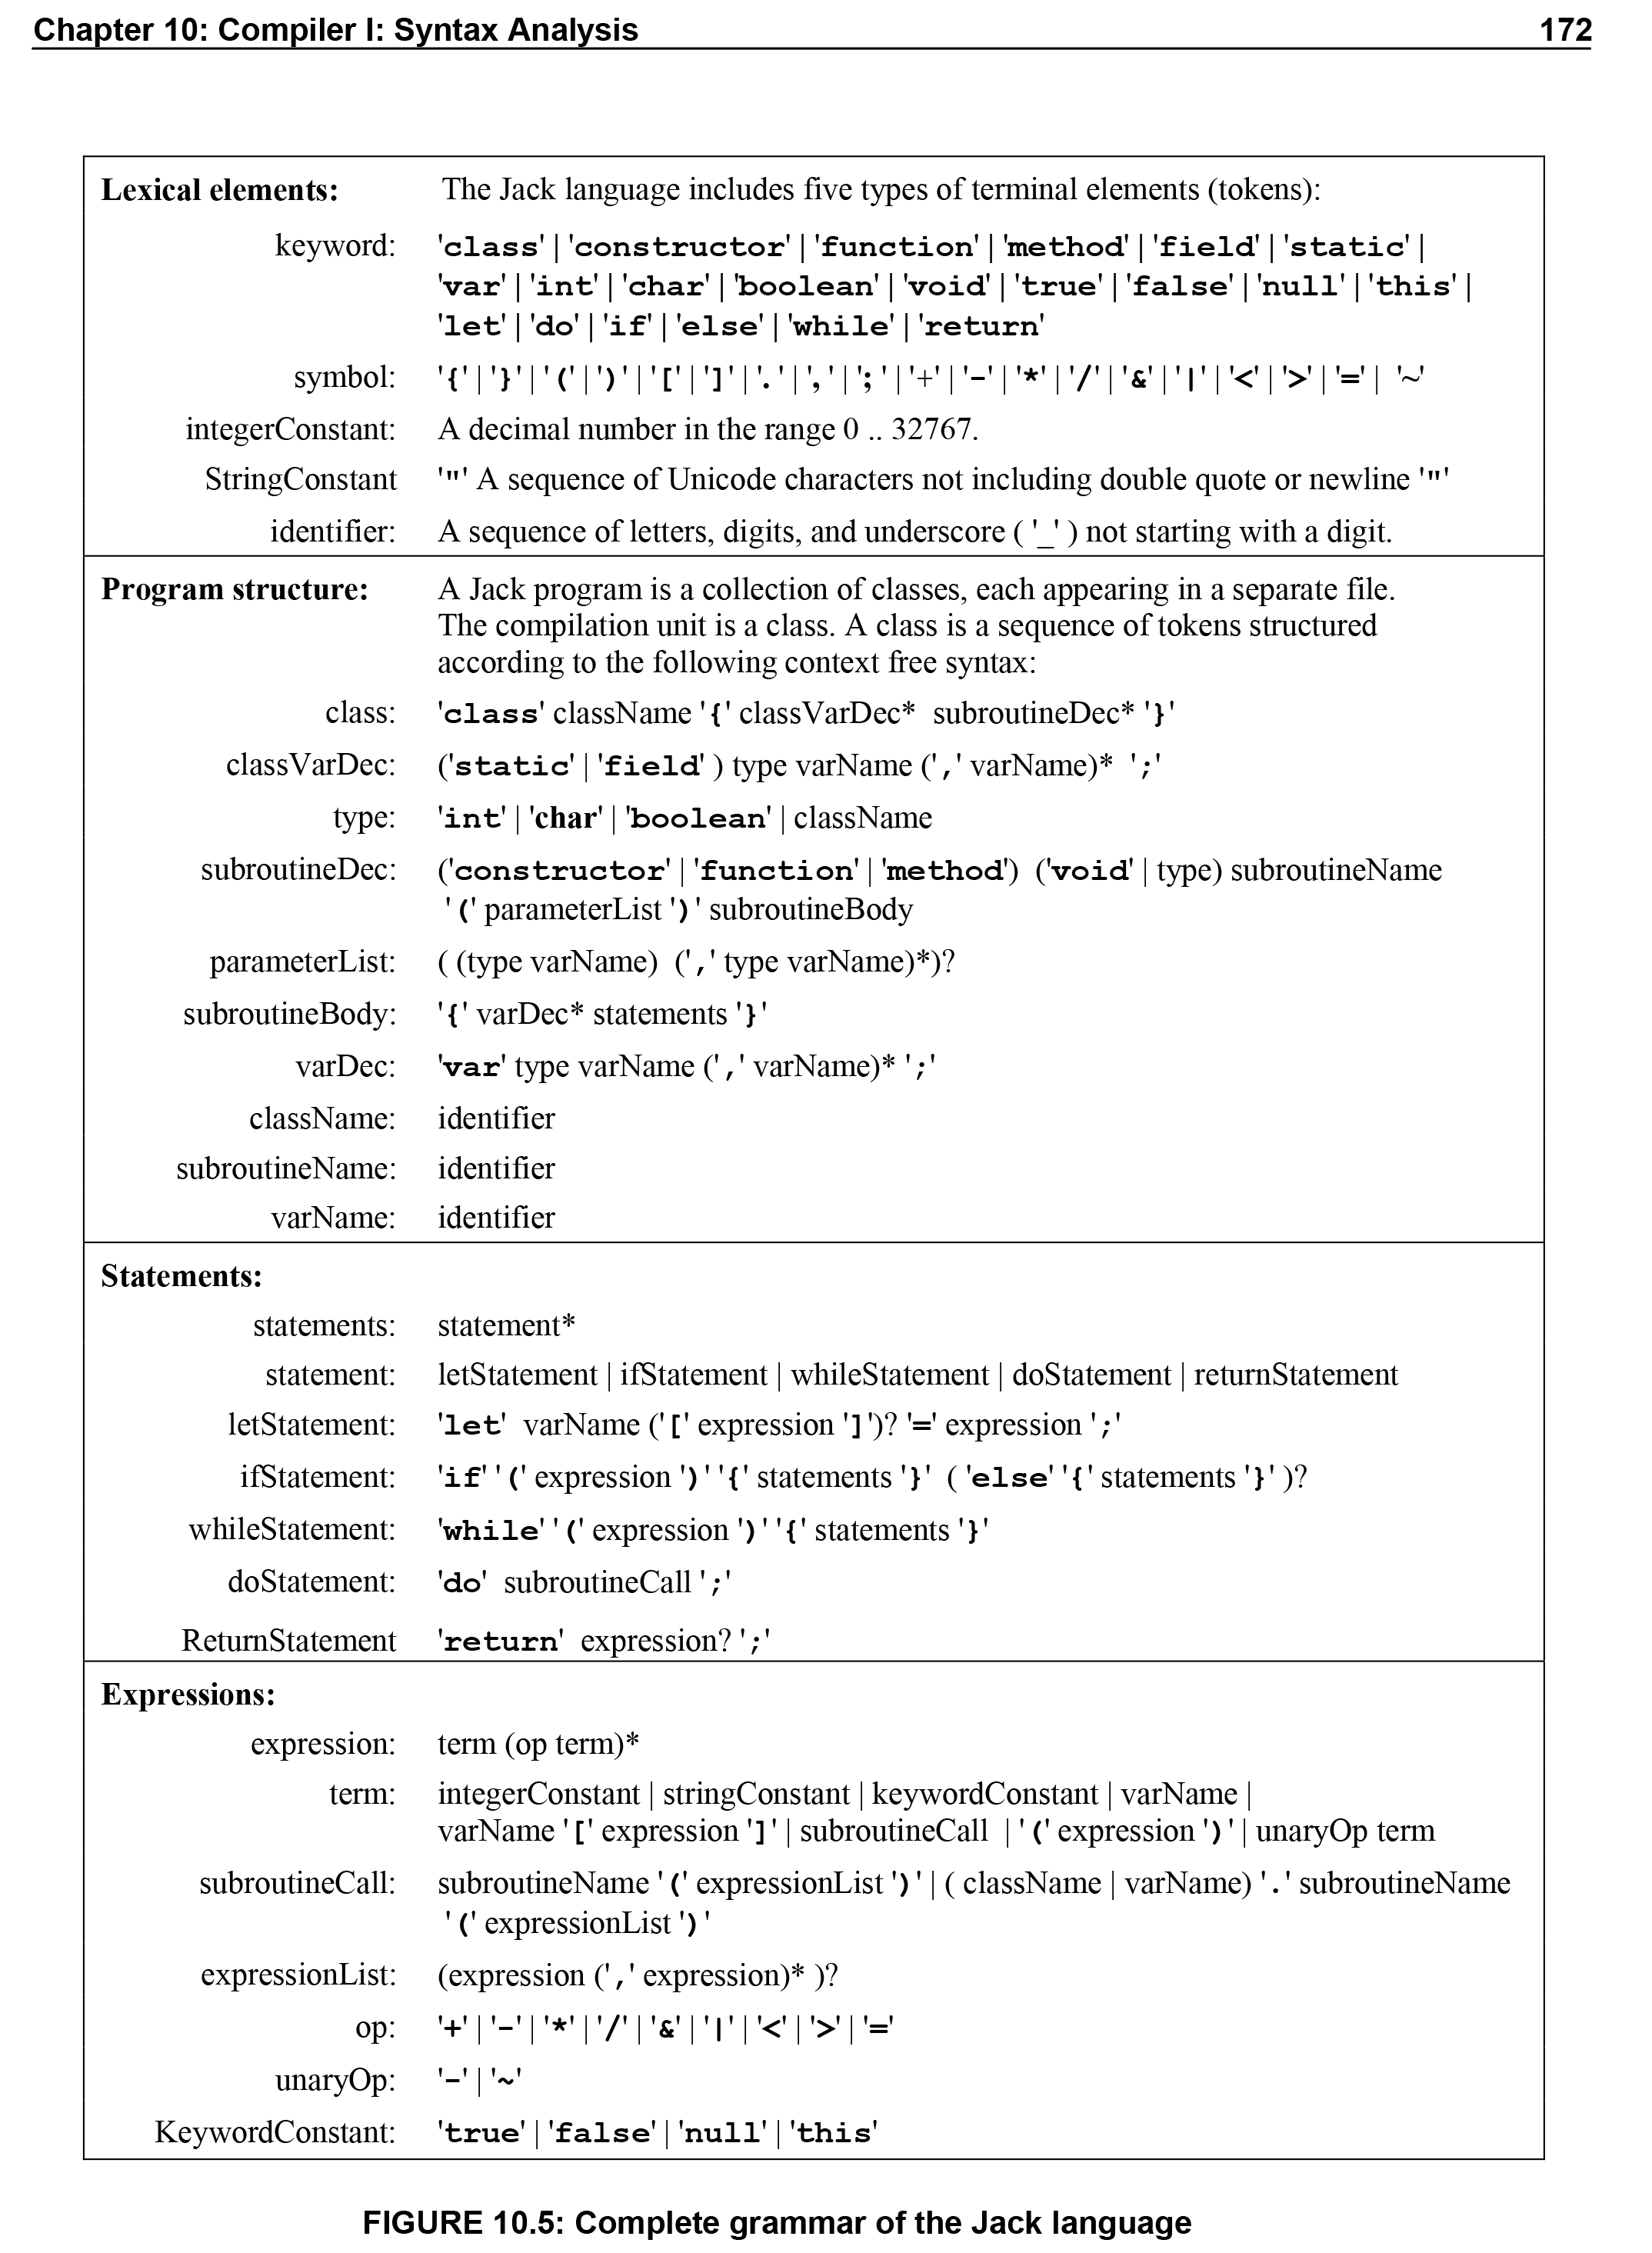 Chapter 10: Compiler I: Syntax Analysis 172
Lexical elements: The Jack language includes five types of terminal elements (tokens):
keyword: 'class' | 'constructor' | 'function' | 'method' | 'field' | 'static' |
'var' | 'int' | 'char' | 'boolean' | 'void' | 'true' | 'false' | 'null' | 'this' |
'let' | 'do' | 'if' | 'else' | 'while' | 'return'
symbol: '{' | '}' | '(' | ')' | '[' | ']' | '.' | ',' | ';' | '+' | '-' | '*' | '/' | '&' | '|' | '<' | '>' | '=' | '~'
integerConstant: A decimal number in the range 0 .. 32767.
StringConstant '"' A sequence of Unicode characters not including double quote or newline '"'
identifier: A sequence of letters, digits, and underscore ( '_' ) not starting with a digit.
Program structure: A Jack program is a collection of classes, each appearing in a separate file.
The compilation unit is a class. A class is a sequence of tokens structured
according to the following context free syntax:
class: 'class' className '{' classVarDec* subroutineDec* '}'
classVarDec: ('static' | 'field' ) type varName (',' varName)* ';'
type: 'int' | 'char' | 'boolean' | className
subroutineDec: ('constructor' | 'function' | 'method') ('void' | type) subroutineName
'(' parameterList ')' subroutineBody
parameterList: ( (type varName) (',' type varName)*)?
subroutineBody: '{' varDec* statements '}'
varDec: 'var' type varName (',' varName)* ';'
className: identifier
subroutineName: identifier
varName: identifier
Statements:
statements: statement*
statement: letStatement | ifStatement | whileStatement | doStatement | returnStatement
letStatement: 'let' varName ('[' expression ']')? '=' expression ';'
ifStatement: 'if' '(' expression ')' '{' statements '}' ( 'else' '{' statements '}' )?
whileStatement: 'while' '(' expression ')' '{' statements '}'
doStatement: 'do' subroutineCall ';'
ReturnStatement 'return' expression? ';'
Expressions:
expression: term (op term)*
term: integerConstant | stringConstant | keywordConstant | varName |
varName '[' expression ']' | subroutineCall | '(' expression ')' | unaryOp term
subroutineCall: subroutineName '(' expressionList ')' | ( className | varName) '.' subroutineName
'(' expressionList ')'
expressionList: (expression (',' expression)* )?
op: '+' | '-' | '*' | '/' | '&' | '|' | '<' | '>' | '='
unaryOp: '-' | '~'
KeywordConstant: 'true' | 'false' | 'null' | 'this'
FIGURE 10.5: Complete grammar of the Jack language